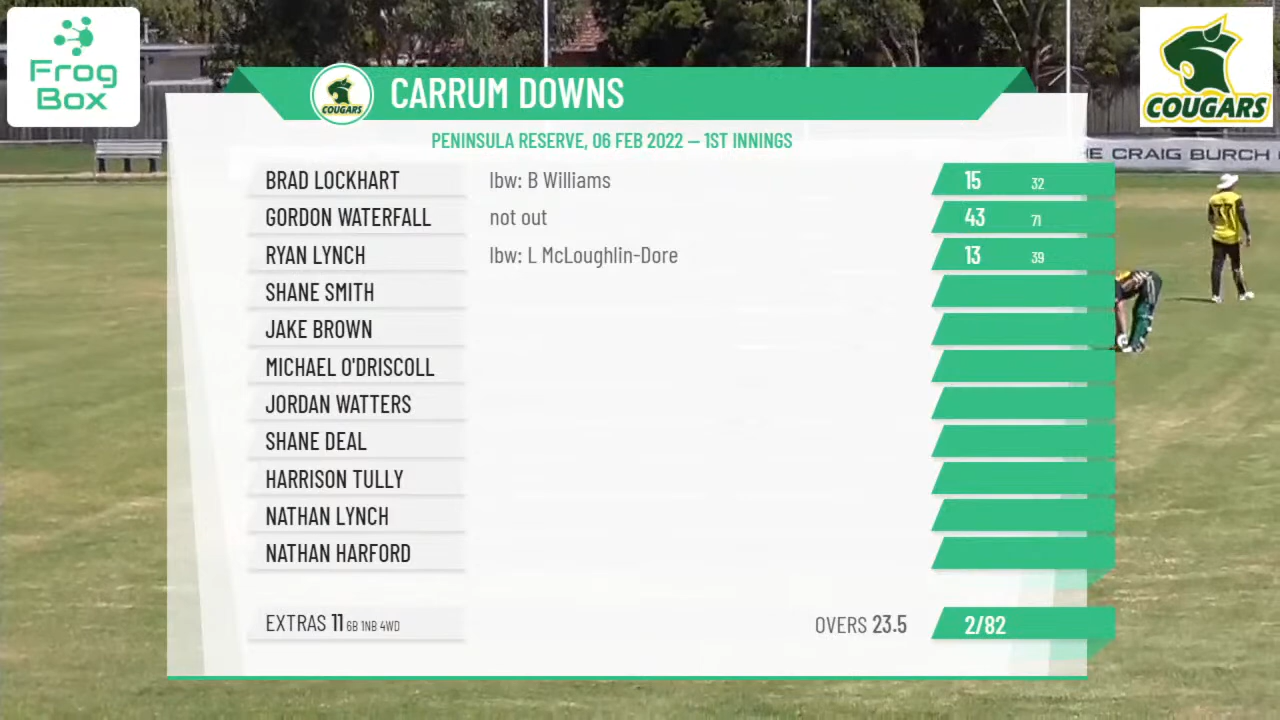 Frog
Box
COUGARS
CARRUM DOWNS
COUGARS
PENINSULA RESERVE, 06 FEB 2022 – 1ST INNINGS
E CRAIG BURCH
BRAD LOCKHART lbw: B Williams 15 32
GORDON WATERFALL not out 43 71
RYAN LYNCH lbw: L McLoughlin-Dore 13 39
SHANE SMITH
JAKE BROWN
MICHAEL O'DRISCOLL
JORDAN WATTERS
SHANE DEAL
HARRISON TULLY
NATHAN LYNCH
NATHAN HARFORD
EXTRAS 11 6B 1NB 4WD OVERS 23.5 2/82